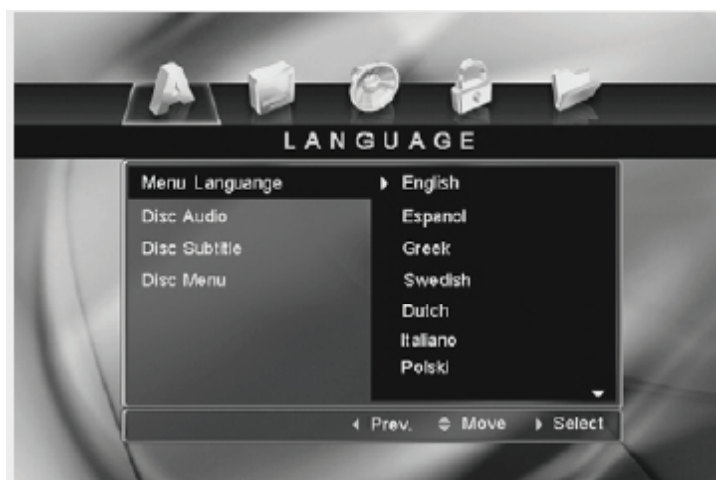 LANGUAGE
Menu Languange English
Disc Audio Espanol
Disc Subtitle Greek
Disc Menu Swedish
Dutch
Italiano
Polski
Prev. Move Select